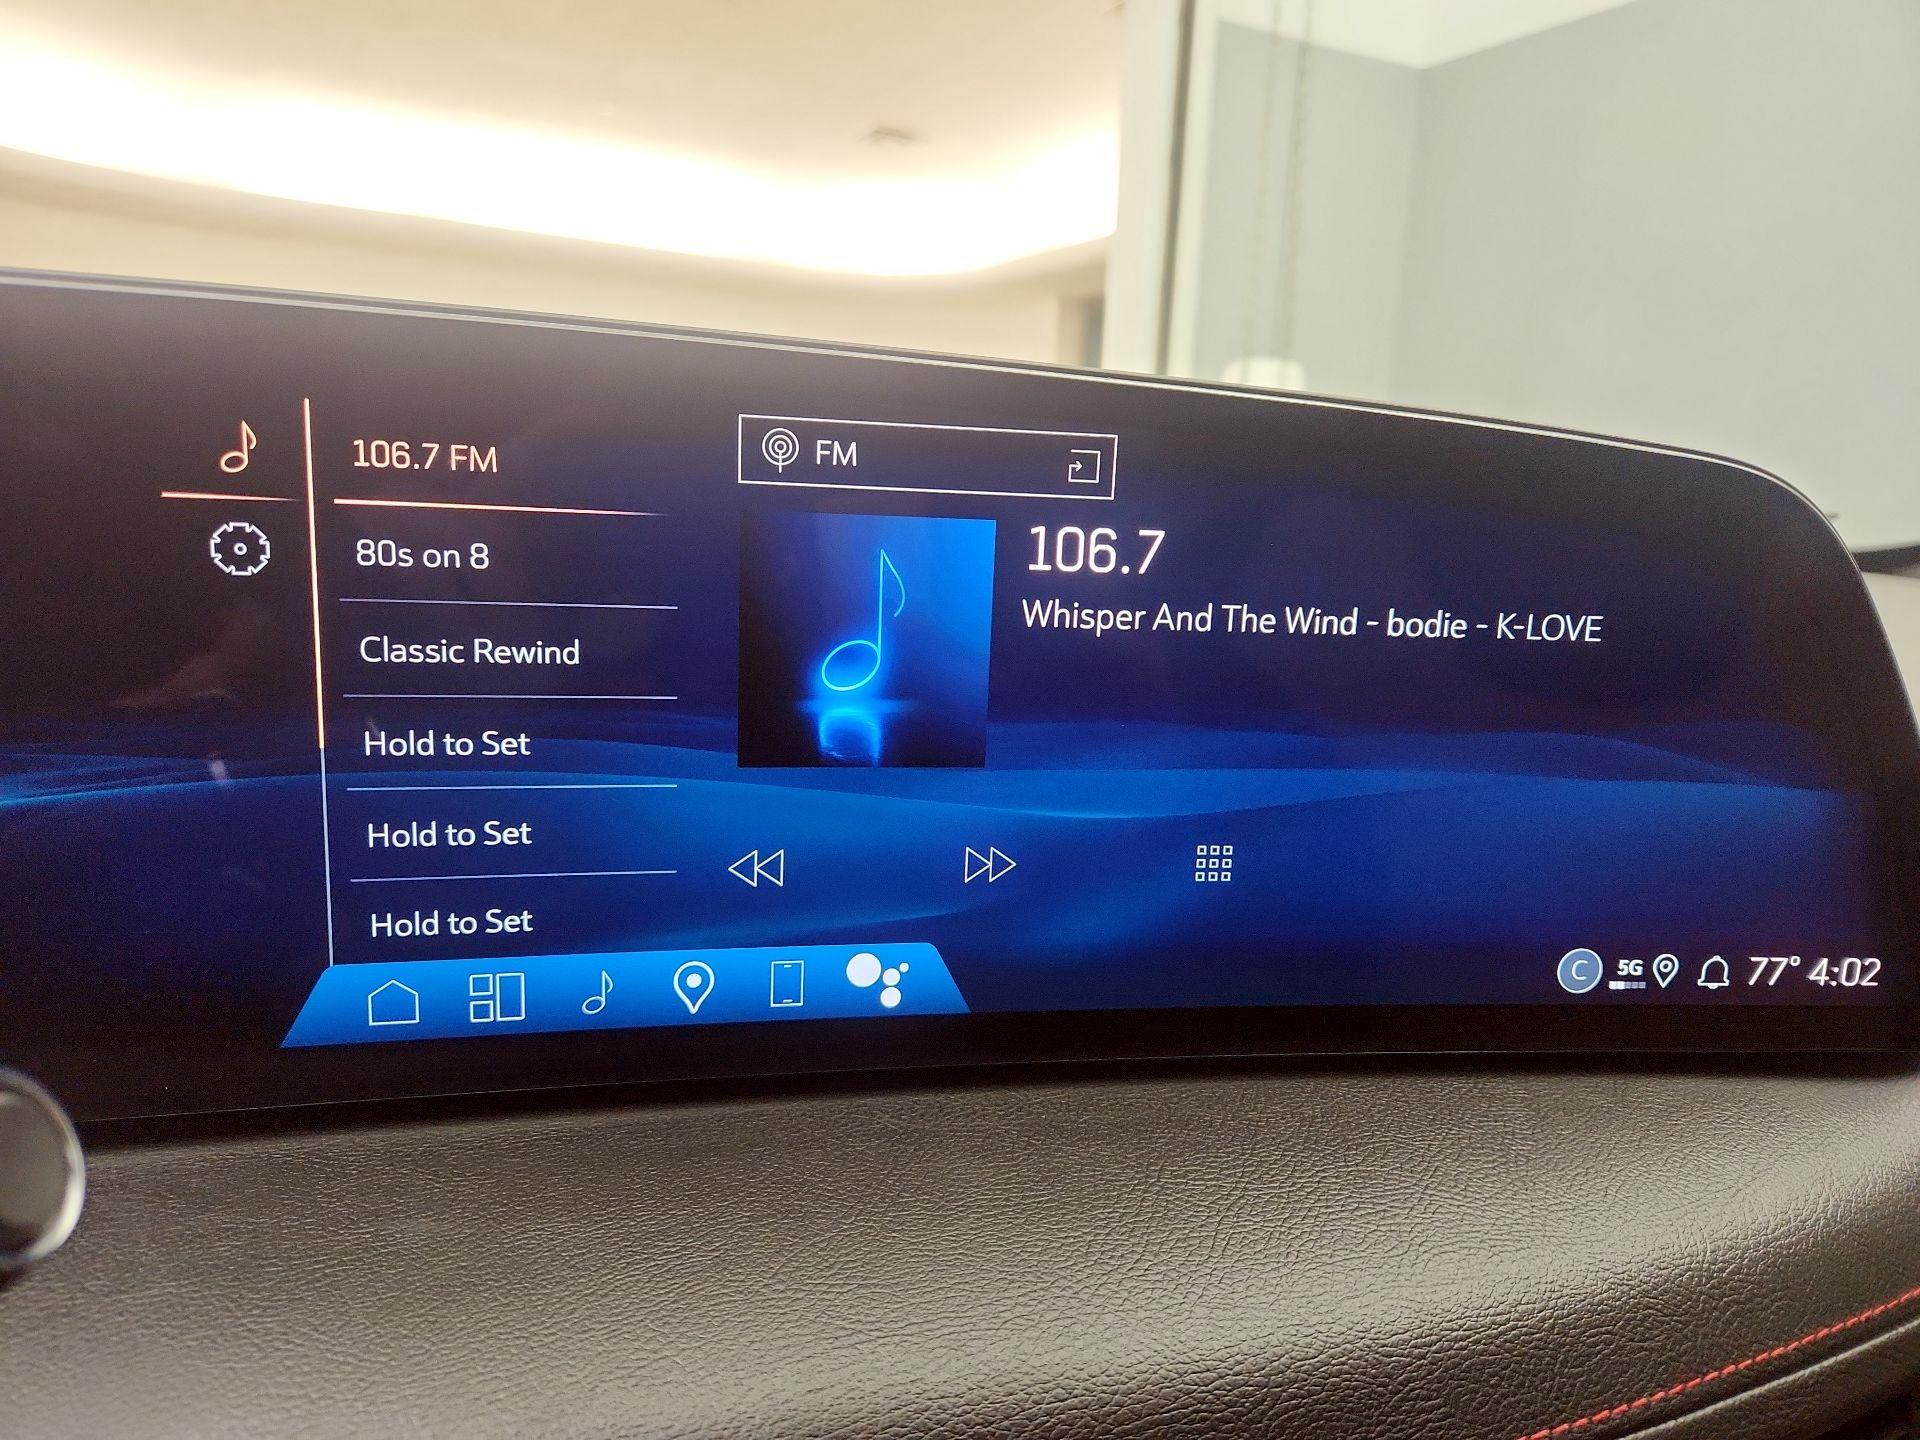 106.7 FM
80s on 8
Classic Rewind
Hold to Set
Hold to Set
Hold to Set
FM
106.7
Whisper And The Wind - bodie - K-LOVE
C 5G 77° 4:02